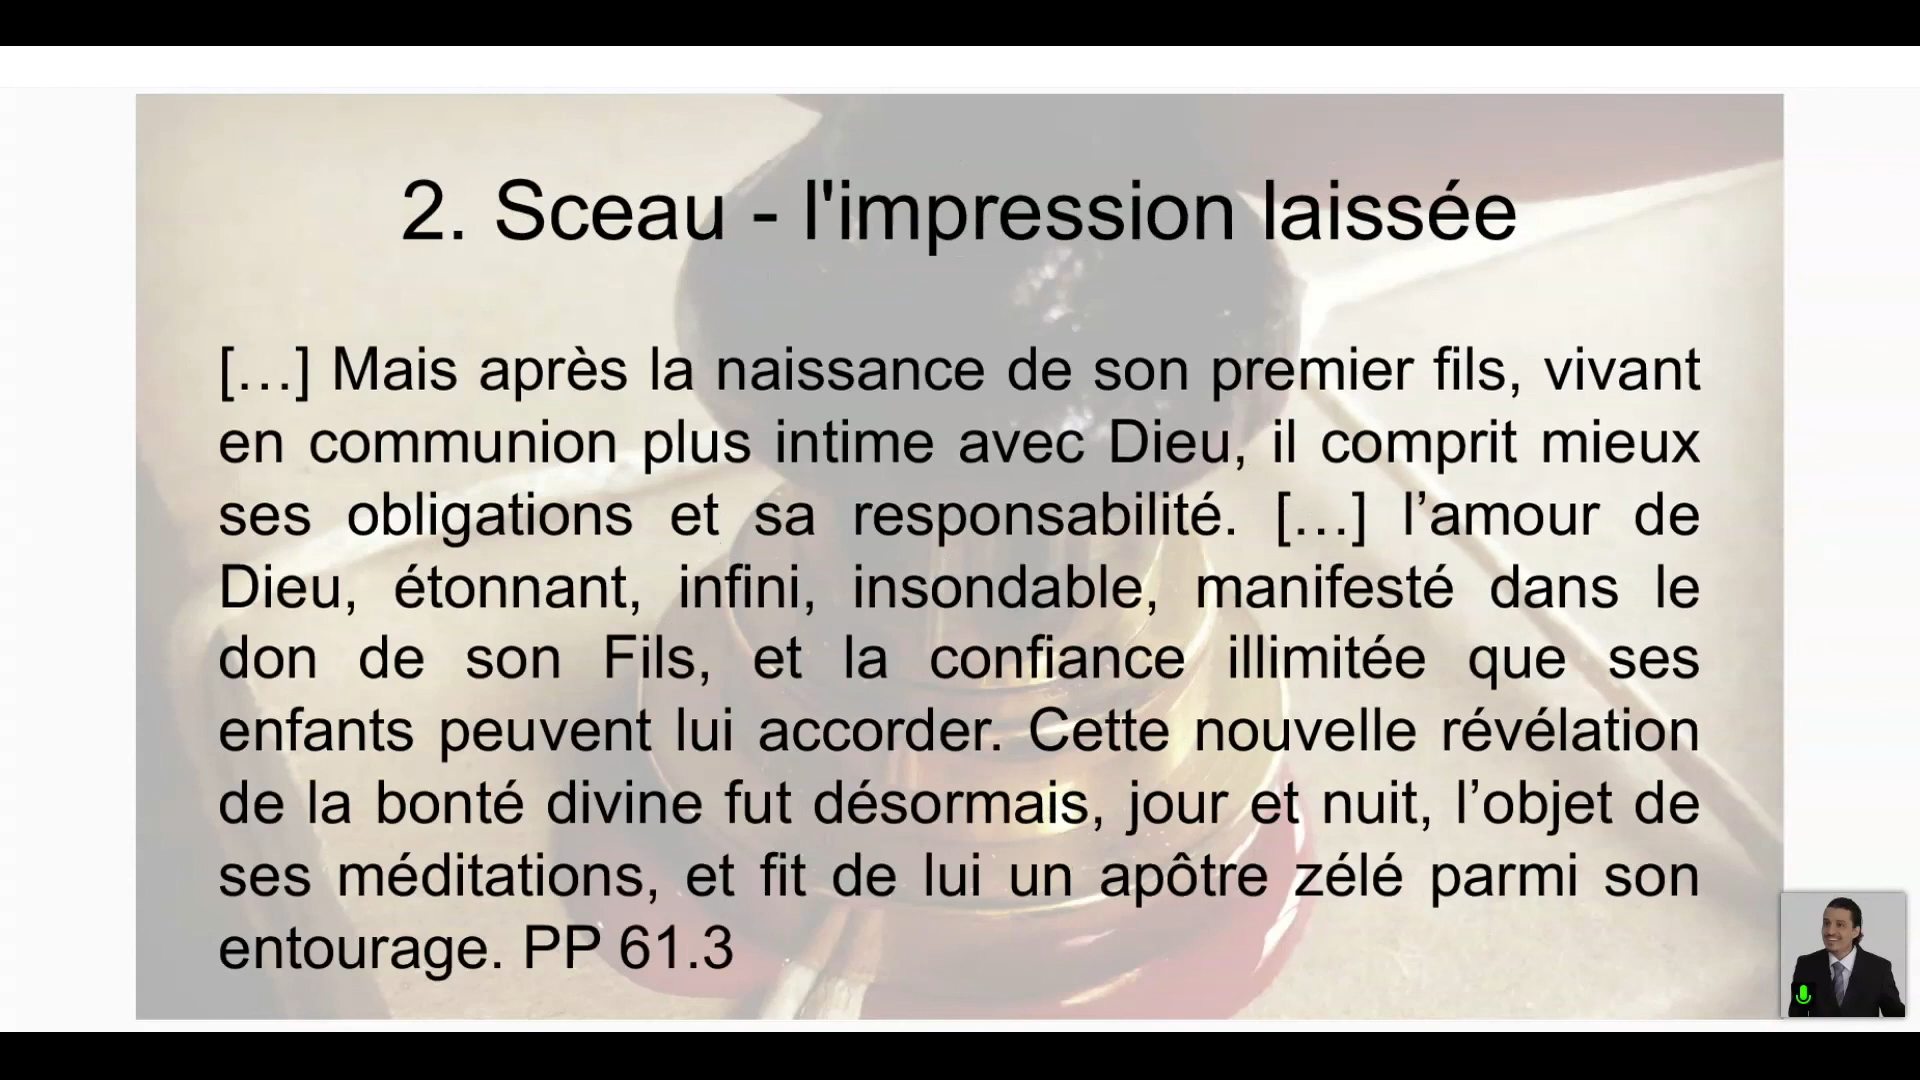 2. Sceau - l'impression laissée
[…] Mais après la naissance de son premier fils, vivant
en communion plus intime avec Dieu, il comprit mieux
ses obligations et sa responsabilité. […] l’amour de
Dieu, étonnant, infini, insondable, manifesté dans le
don de son Fils, et la confiance illimitée que ses
enfants peuvent lui accorder. Cette nouvelle révélation
de la bonté divine fut désormais, jour et nuit, l’objet de
ses méditations, et fit de lui un apôtre zélé parmi son
entourage. PP 61.3